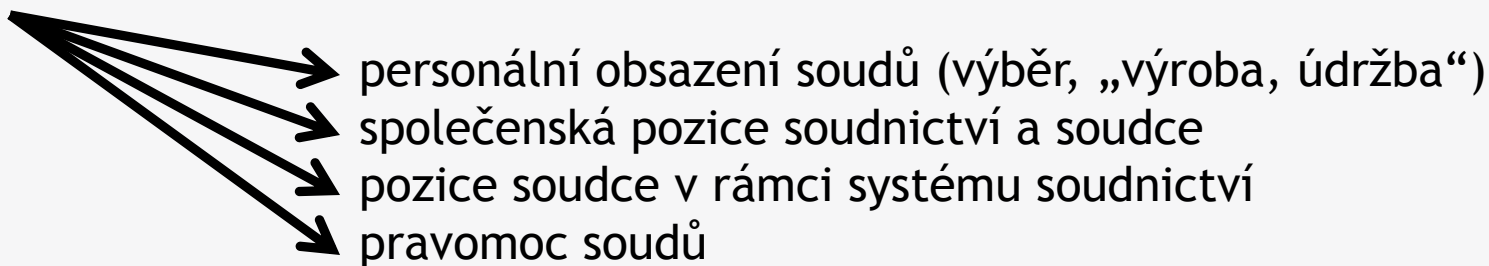 personální obsazení soudů (výběr, „výroba, údržba“)
společenská pozice soudnictví a soudce
pozice soudce v rámci systému soudnictví
pravomoc soudů